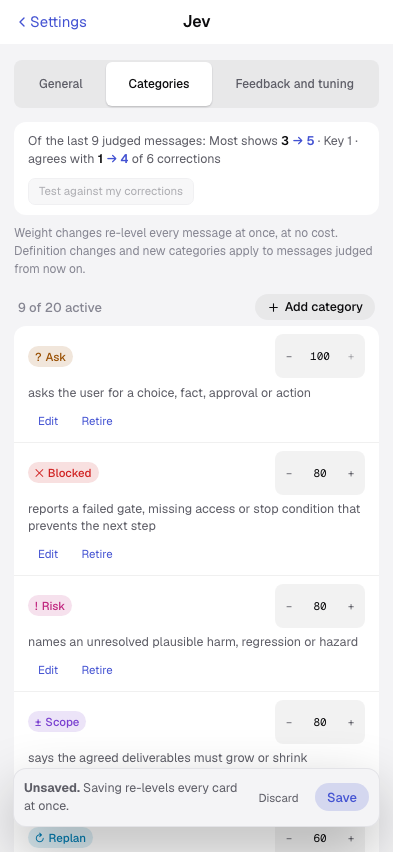 Settings
Jev
General
Categories
Feedback and tuning
Of the last 9 judged messages: Most shows 3 → 5 · Key 1 ·
agrees with 1 → 4 of 6 corrections
Test against my corrections
Weight changes re-level every message at once, at no cost.
Definition changes and new categories apply to messages judged
from now on.
9 of 20 active
+ Add category
? Ask
− 100 +
asks the user for a choice, fact, approval or action
Edit Retire
× Blocked
− 80 +
reports a failed gate, missing access or stop condition that
prevents the next step
Edit Retire
! Risk
− 80 +
names an unresolved plausible harm, regression or hazard
Edit Retire
± Scope
− 80 +
says the agreed deliverables must grow or shrink
Unsaved. Saving re-levels every card
at once.
Discard
Save
↻ Replan
− 60 +